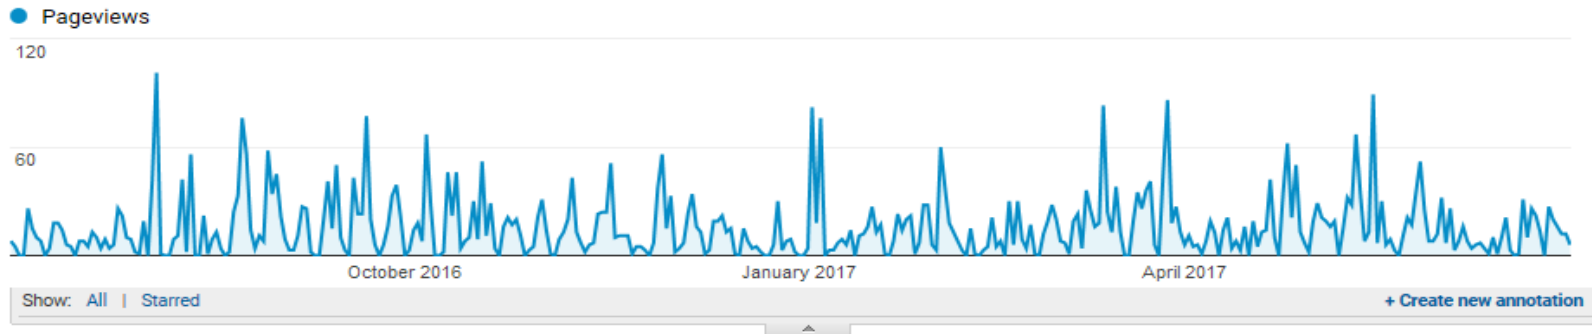 Pageviews
120
60
October 2016 January 2017 April 2017
Show: All | Starred + Create new annotation